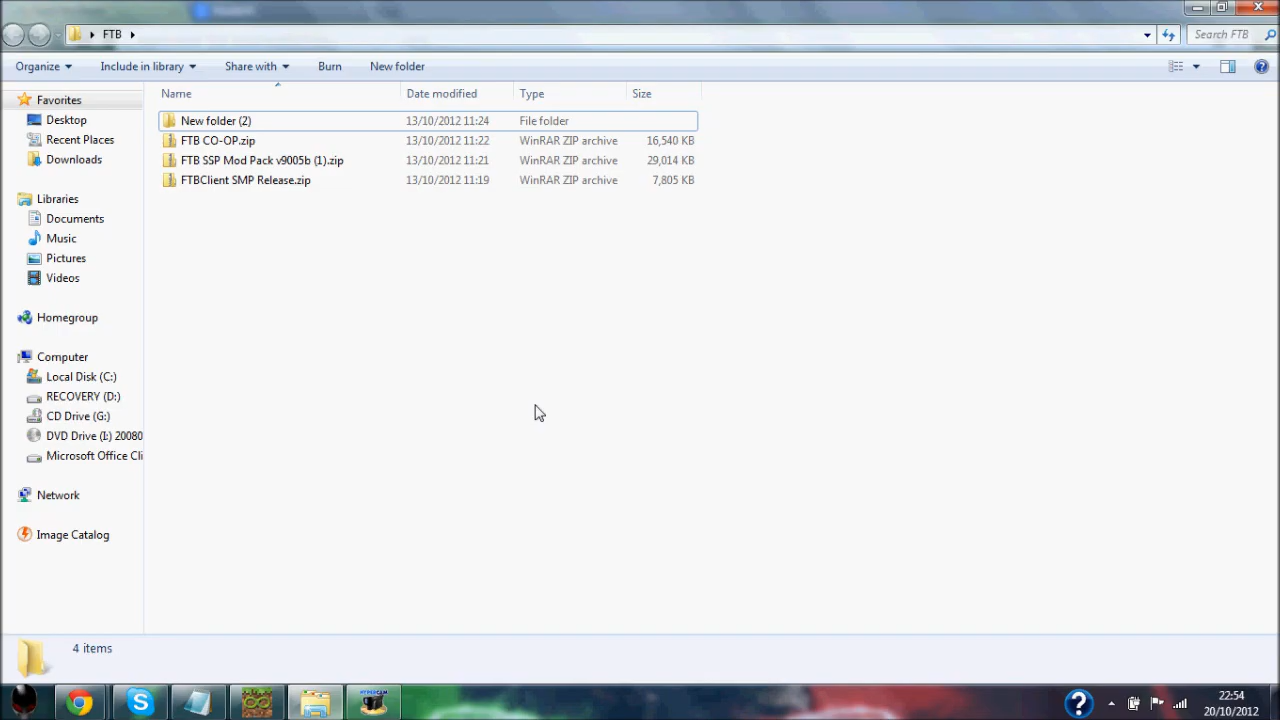 FTB
Search FTB
Organize Include in library Share with Burn New folder
Name Date modified Type Size
New folder (2) 13/10/2012 11:24 File folder
FTB CO-OP.zip 13/10/2012 11:22 WinRAR ZIP archive 16,540 KB
FTB SSP Mod Pack v9005b (1).zip 13/10/2012 11:21 WinRAR ZIP archive 29,014 KB
FTBClient SMP Release.zip 13/10/2012 11:19 WinRAR ZIP archive 7,805 KB
Favorites
Desktop
Recent Places
Downloads
Libraries
Documents
Music
Pictures
Videos
Homegroup
Computer
Local Disk (C:)
RECOVERY (D:)
CD Drive (G:)
DVD Drive (I:) 20080
Microsoft Office Cli
Network
Image Catalog
4 items
HYPERCAM
22:54
20/10/2012